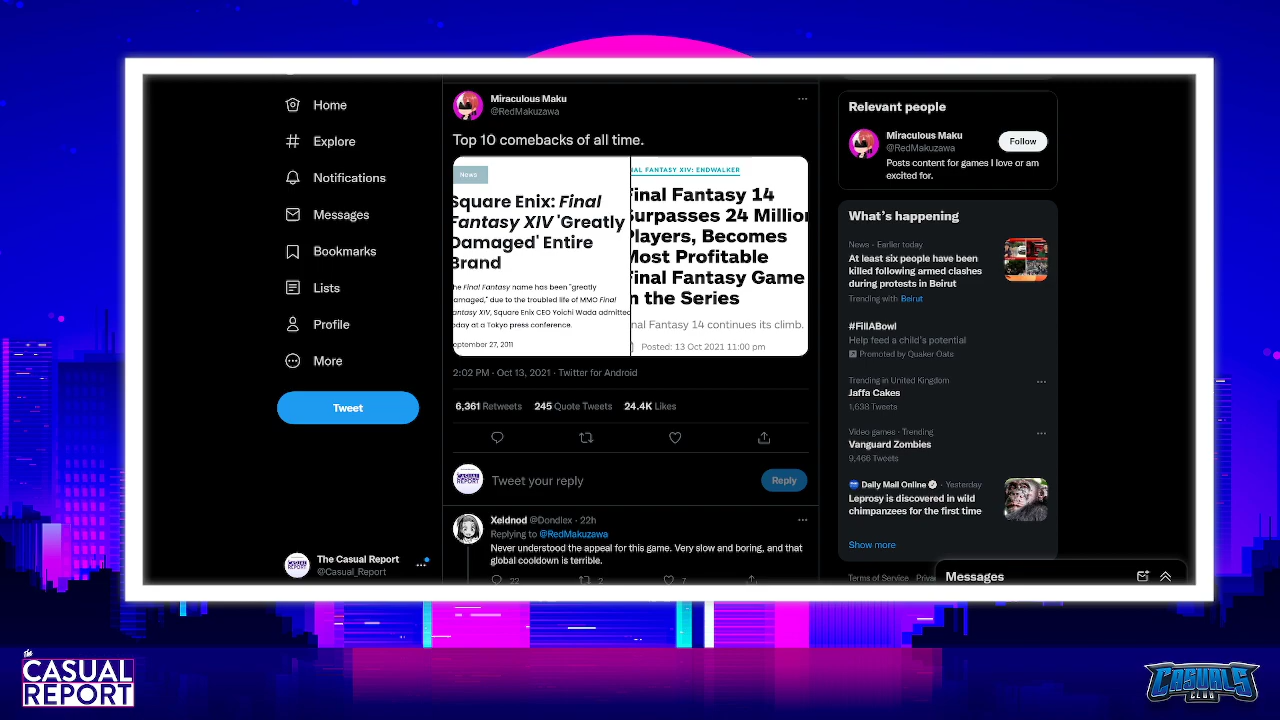 Home
Explore
Notifications
Messages
Bookmarks
Lists
Profile
More
Tweet
The Casual Report
@Casual_Report
Miraculous Maku
@RedMakuzawa
Top 10 comebacks of all time.
News
Square Enix: Final
Fantasy XIV 'Greatly
Damaged' Entire
Brand
he Final Fantasy name has been "greatly
amaged," due to the troubled life of MMO Final
antasy XIV, Square Enix CEO Yoichi Wada admitted
oday at a Tokyo press conference.
eptember 27, 2011
NAL FANTASY XIV: ENDWALKER
Final Fantasy 14
Surpasses 24 Million
Players, Becomes
Most Profitable
Final Fantasy Game
in the Series
nal Fantasy 14 continues its climb.
Posted: 13 Oct 2021 11:00 pm
2:02 PM · Oct 13, 2021 · Twitter for Android
6,361 Retweets 245 Quote Tweets 24.4K Likes
Tweet your reply
Reply
Xeldnod @Dondlex · 22h
Replying to @RedMakuzawa
Never understood the appeal for this game. Very slow and boring, and that
global cooldown is terrible.
22 2 7
Relevant people
Miraculous Maku
@RedMakuzawa
Follow
Posts content for games I love or am
excited for.
What's happening
News · Earlier today
At least six people have been
killed following armed clashes
during protests in Beirut
Trending with Beirut
#FillABowl
Help feed a child's potential
Promoted by Quaker Oats
Trending in United Kingdom
Jaffa Cakes
1,638 Tweets
Video games · Trending
Vanguard Zombies
9,466 Tweets
Daily Mail Online · Yesterday
Leprosy is discovered in wild
chimpanzees for the first time
Show more
Terms of Service
Messages
the
CASUAL
REPORT
CASUALS
CLUB